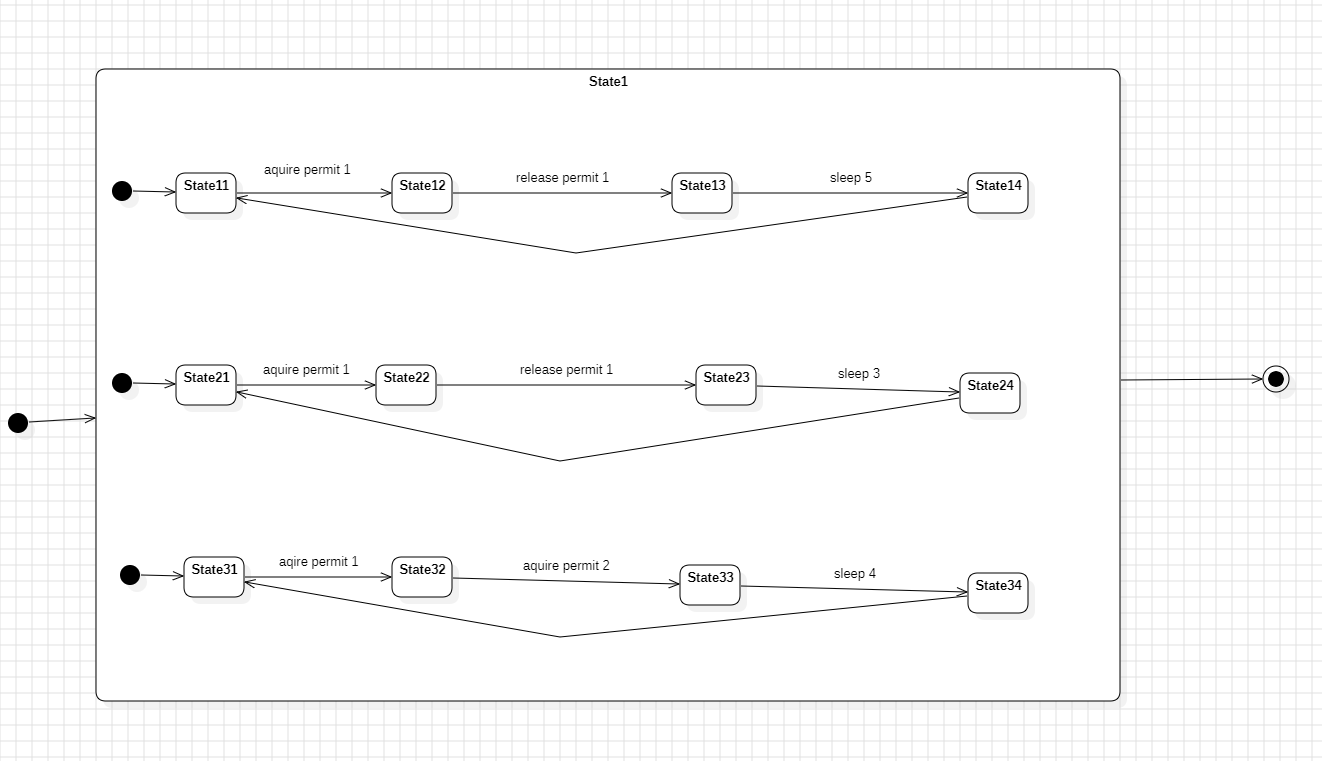 State1
aquire permit 1
release permit 1
sleep 5
State11
State12
State13
State14
aquire permit 1
release permit 1
sleep 3
State21
State22
State23
State24
aqire permit 1
aquire permit 2
sleep 4
State31
State32
State33
State34